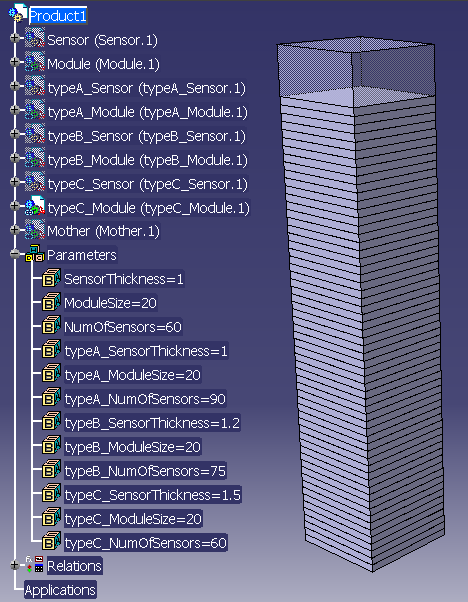 Product1
Sensor (Sensor.1)
Module (Module.1)
typeA_Sensor (typeA_Sensor.1)
typeA_Module (typeA_Module.1)
typeB_Sensor (typeB_Sensor.1)
typeB_Module (typeB_Module.1)
typeC_Sensor (typeC_Sensor.1)
typeC_Module (typeC_Module.1)
Mother (Mother.1)
Parameters
SensorThickness=1
ModuleSize=20
NumOfSensors=60
typeA_SensorThickness=1
typeA_ModuleSize=20
typeA_NumOfSensors=90
typeB_SensorThickness=1.2
typeB_ModuleSize=20
typeB_NumOfSensors=75
typeC_SensorThickness=1.5
typeC_ModuleSize=20
typeC_NumOfSensors=60
Relations
Applications